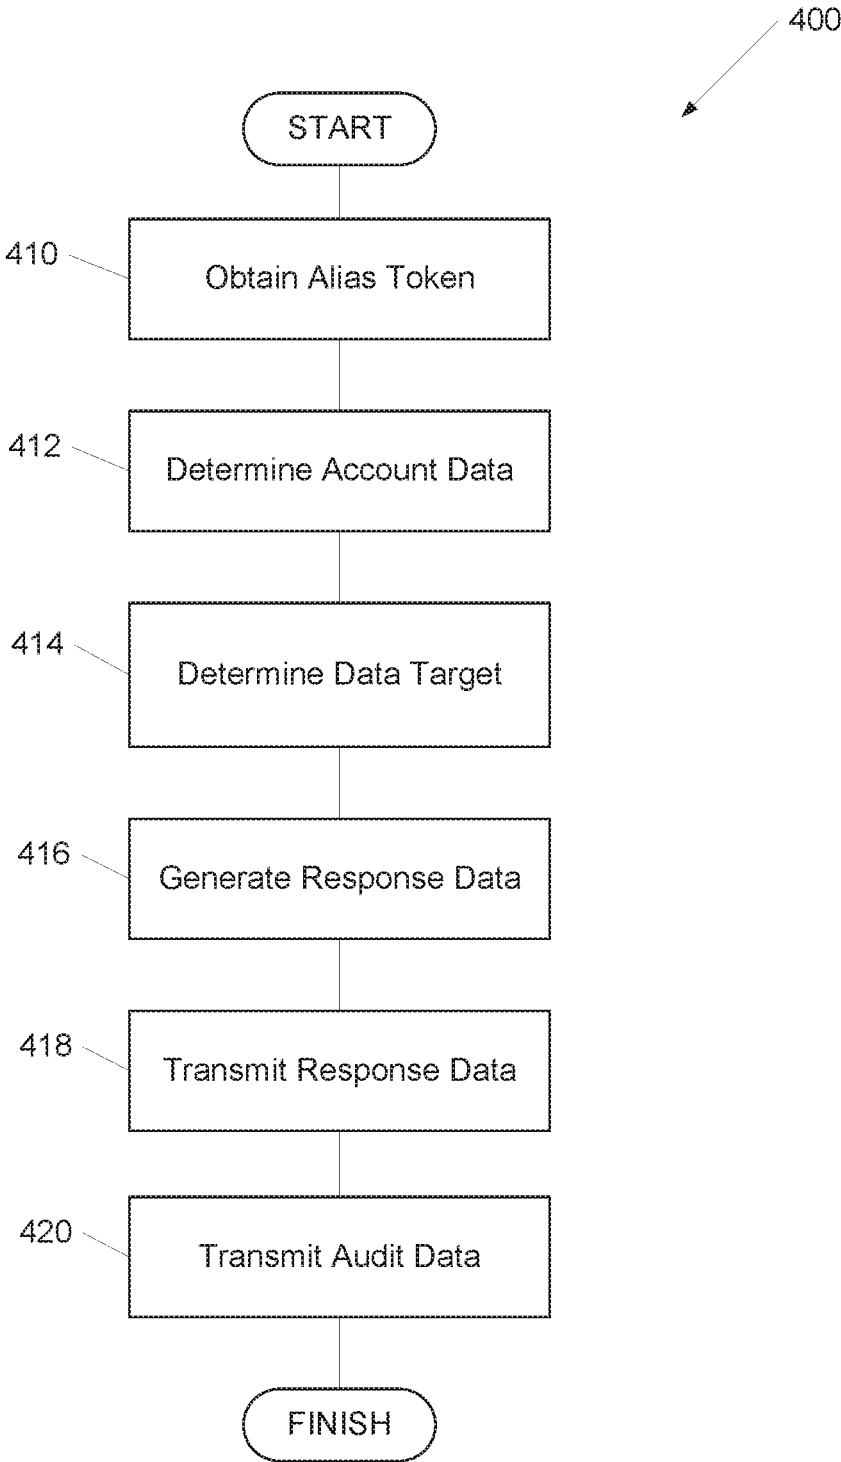 400
START
410
Obtain Alias Token
412
Determine Account Data
414
Determine Data Target
416
Generate Response Data
418
Transmit Response Data
420
Transmit Audit Data
FINISH